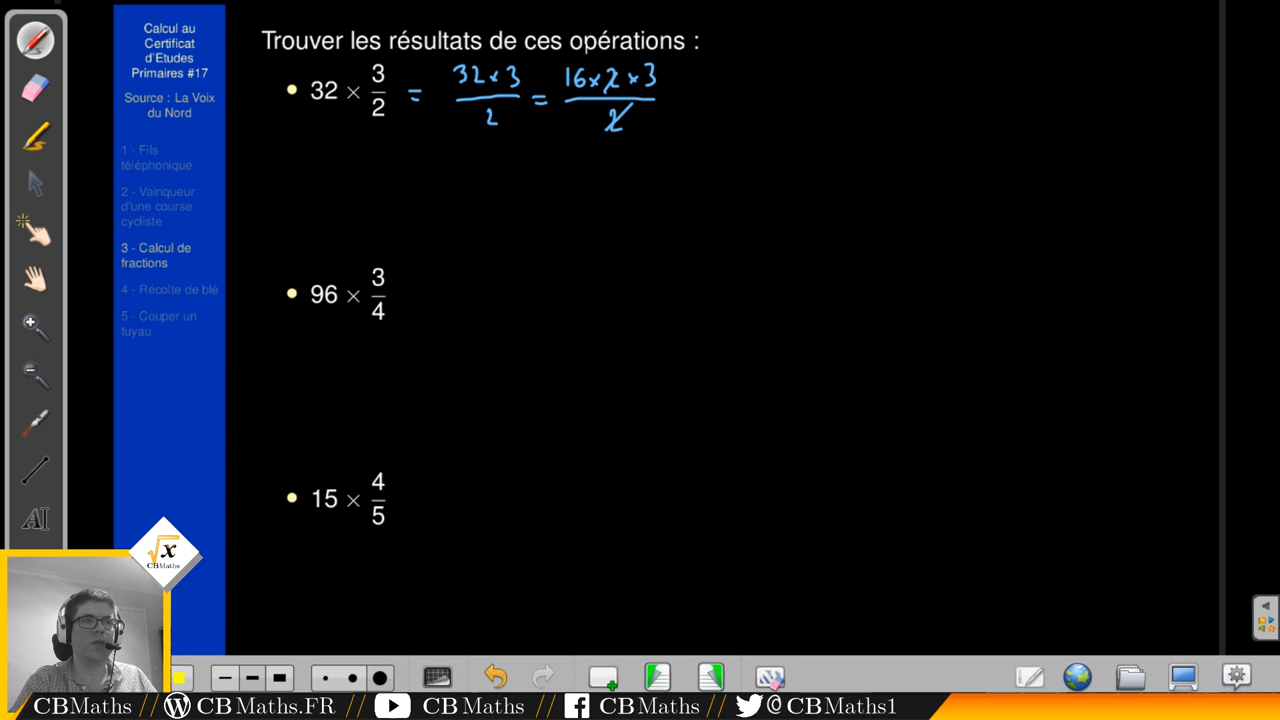 Calcul au
Certificat
d'Etudes
Primaires #17
Source : La Voix
du Nord
1 - Fils
téléphonique
2 - Vainqueur
d'une course
cycliste
3 - Calcul de
fractions
4 - Récolte de blé
5 - Couper un
tuyau
Trouver les résultats de ces opérations :
• 32 × 3/2 = 32 × 3 / 2 = 16 × 2 × 3 / 2
• 96 × 3/4
• 15 × 4/5
AI
√x
CBMaths
CBMaths // CBMaths.FR // CBMaths // CBMaths // @CBMaths1